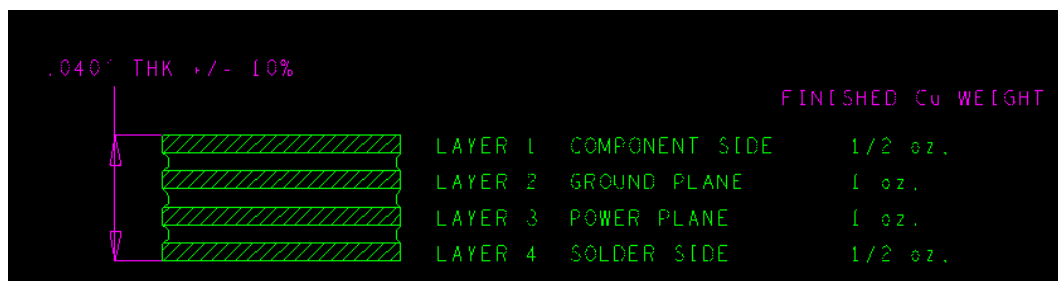 .040" THK +/- 10%
FINISHED Cu WEIGHT
LAYER 1 COMPONENT SIDE 1/2 oz.
LAYER 2 GROUND PLANE 1 oz.
LAYER 3 POWER PLANE 1 oz.
LAYER 4 SOLDER SIDE 1/2 oz.